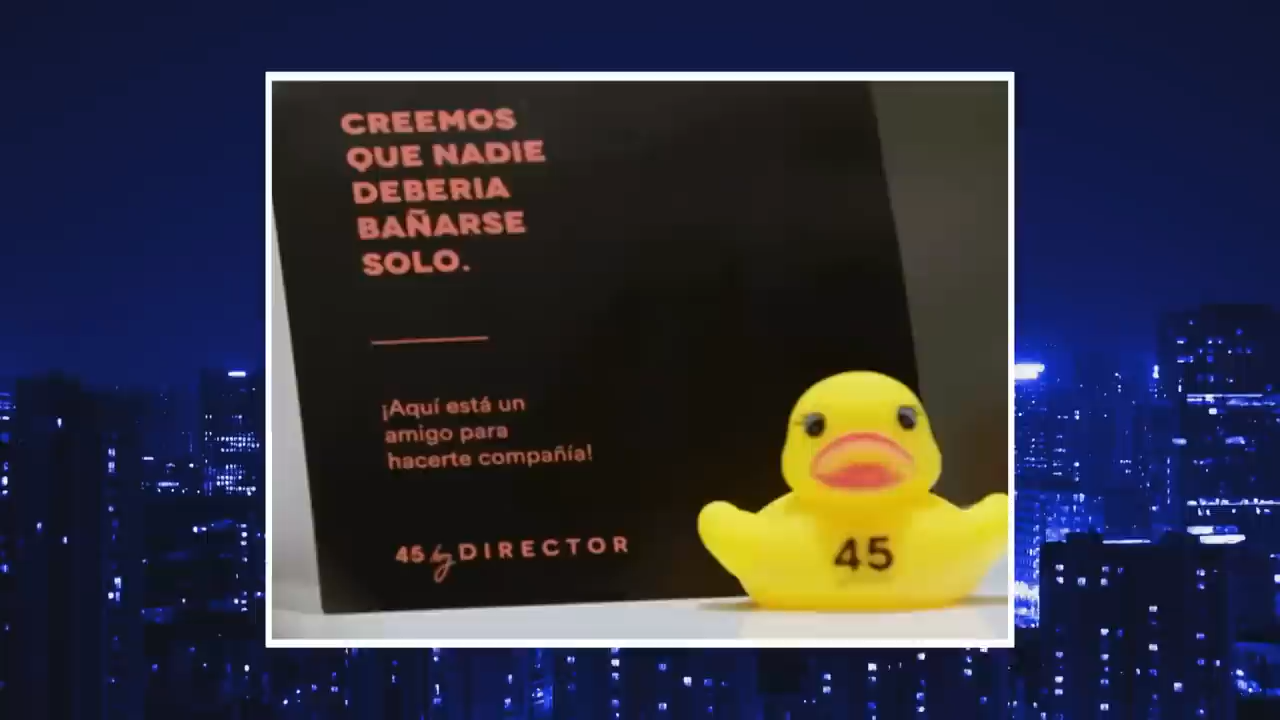 CREEMOS
QUE NADIE
DEBERIA
BAÑARSE
SOLO.
¡Aquí está un
amigo para
hacerte compañía!
45 by DIRECTOR
45